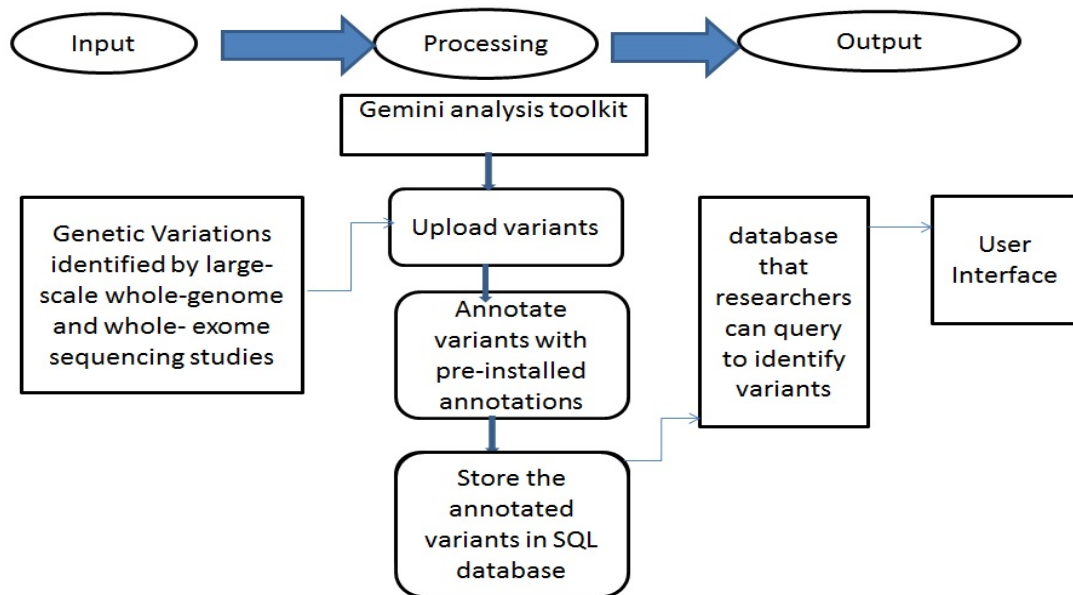 Input
Processing
Output
Gemini analysis toolkit
Genetic Variations
identified by large-
scale whole-genome
and whole- exome
sequencing studies
Upload variants
Annotate
variants with
pre-installed
annotations
Store the
annotated
variants in SQL
database
database
that
researchers
can query
to identify
variants
User
Interface